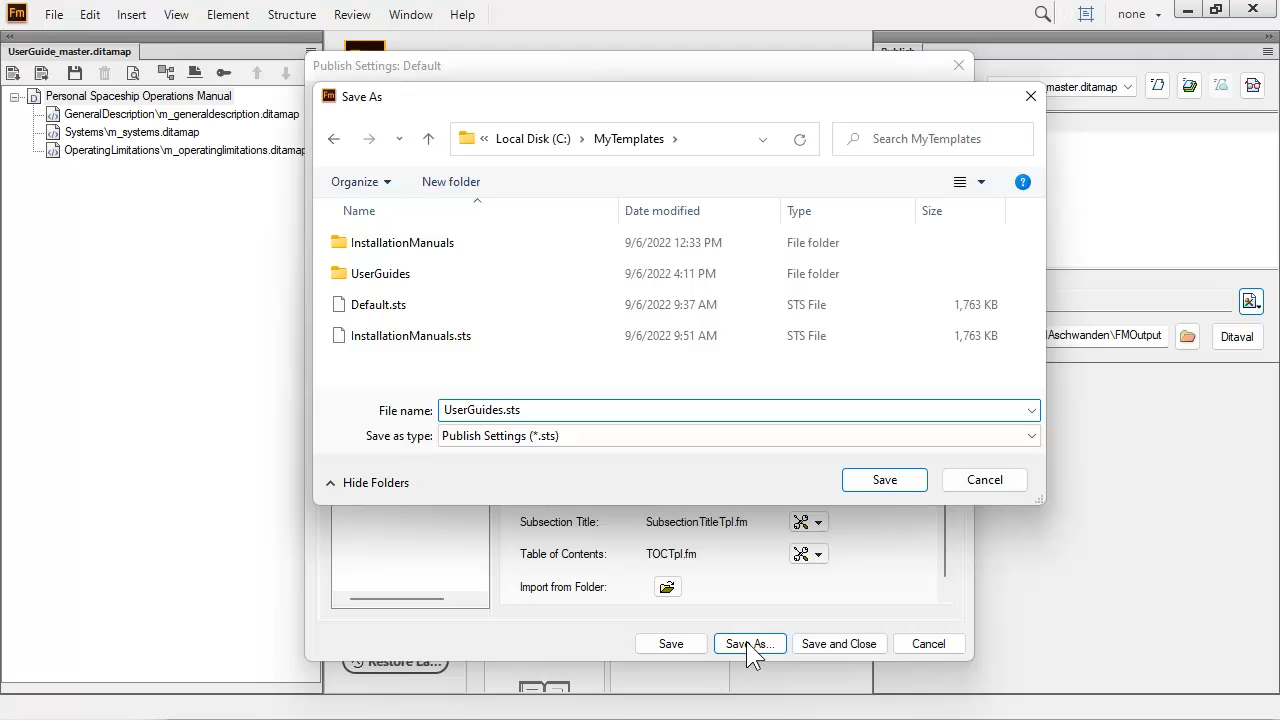 Fm File Edit Insert View Element Structure Review Window Help none
UserGuide_master.ditamap
Personal Spaceship Operations Manual
GeneralDescription\m_generaldescription.ditamap
Systems\m_systems.ditamap
OperatingLimitations\m_operatinglimitations.ditamap
Publish Settings: Default
Fm Save As
Local Disk (C:) MyTemplates
Search MyTemplates
Organize New folder
Name Date modified Type Size
InstallationManuals 9/6/2022 12:33 PM File folder
UserGuides 9/6/2022 4:11 PM File folder
Default.sts 9/6/2022 9:37 AM STS File 1,763 KB
InstallationManuals.sts 9/6/2022 9:51 AM STS File 1,763 KB
File name: UserGuides.sts
Save as type: Publish Settings (*.sts)
Hide Folders Save Cancel
Subsection Title: SubsectionTitleTpl.fm
Table of Contents: TOCTpl.fm
Import from Folder:
Save Save As... Save and Close Cancel
Restore La...
Publish
master.ditamap
Aschwanden\FMOutput Ditaval